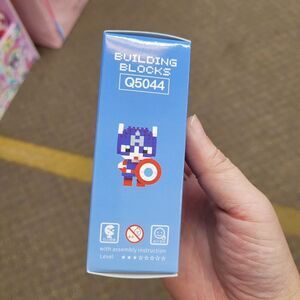 BUILDING
BLOCKS
Q5044
with assembly instruction
Level ★★★☆☆☆☆☆